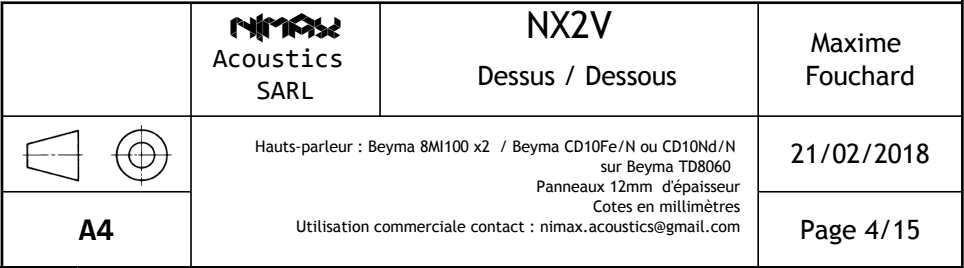 NIMAX
Acoustics
SARL
NX2V
Dessus / Dessous
Maxime
Fouchard
Hauts-parleur : Beyma 8MI100 x2 / Beyma CD10Fe/N ou CD10Nd/N
sur Beyma TD8060
Panneaux 12mm d'épaisseur
Cotes en millimètres
Utilisation commerciale contact : nimax.acoustics@gmail.com
21/02/2018
A4
Page 4/15